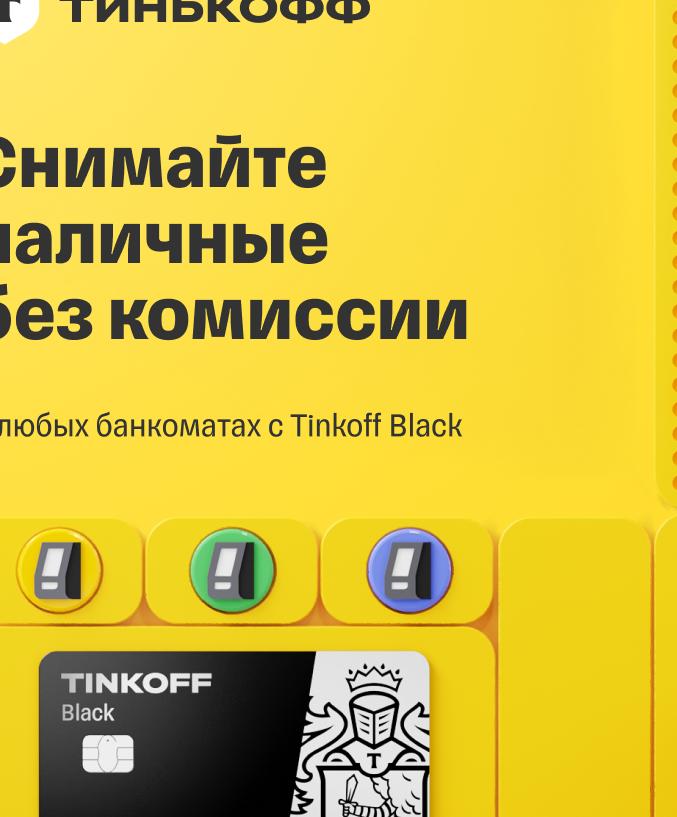 ТИНЬКОФФ
Снимайте
наличные
без комиссии
любых банкоматах с Tinkoff Black
TINKOFF
Black
T